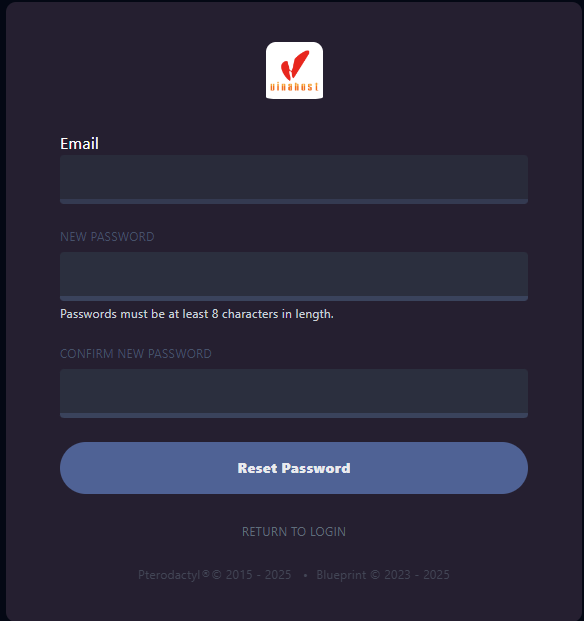 vinahost
Email
NEW PASSWORD
Passwords must be at least 8 characters in length.
CONFIRM NEW PASSWORD
Reset Password
RETURN TO LOGIN
Pterodactyl® © 2015 - 2025 • Blueprint © 2023 - 2025